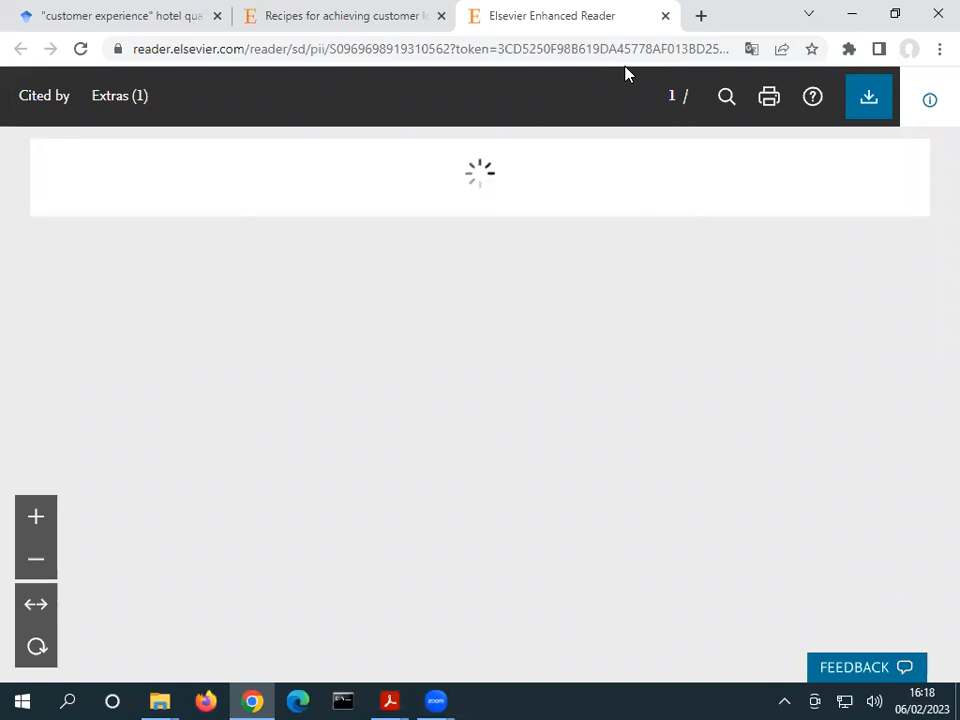 "customer experience" hotel qua
Recipes for achieving customer l
Elsevier Enhanced Reader
reader.elsevier.com/reader/sd/pii/S0969698919310562?token=3CD5250F98B619DA45778AF013BD25...
Cited by
Extras (1)
1 /
FEEDBACK
zoom
16:18
06/02/2023